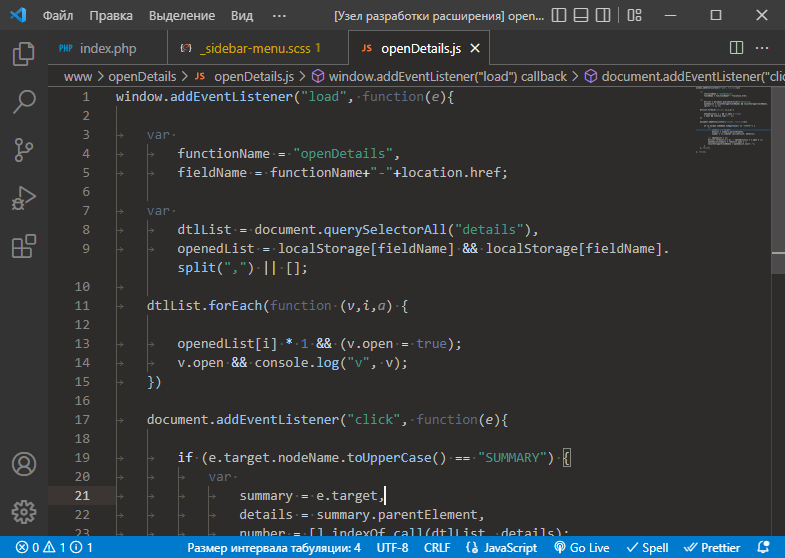 Файл Правка Выделение Вид ··· [Узел разработки расширения] open...
PHP index.php _sidebar-menu.scss 1 JS openDetails.js
www > openDetails > JS openDetails.js > window.addEventListener("load") callback > document.addEventListener("clic
1 window.addEventListener("load", function(e){
2
3 var
4 functionName = "openDetails",
5 fieldName = functionName+"-"+location.href;
6
7 var
8 dtlList = document.querySelectorAll("details"),
9 openedList = localStorage[fieldName] && localStorage[fieldName].
split(",") || [];
10
11 dtlList.forEach(function (v,i,a) {
12
13 openedList[i] * 1 && (v.open = true);
14 v.open && console.log("v", v);
15 })
16
17 document.addEventListener("click", function(e){
18
19 if (e.target.nodeName.toUpperCase() == "SUMMARY") {
20 var
21 summary = e.target,
22 details = summary.parentElement,
23 number = [].indexOf.call(dtlList, details);
0 1 1 Размер интервала табуляции: 4 UTF-8 CRLF JavaScript Go Live Spell Prettier